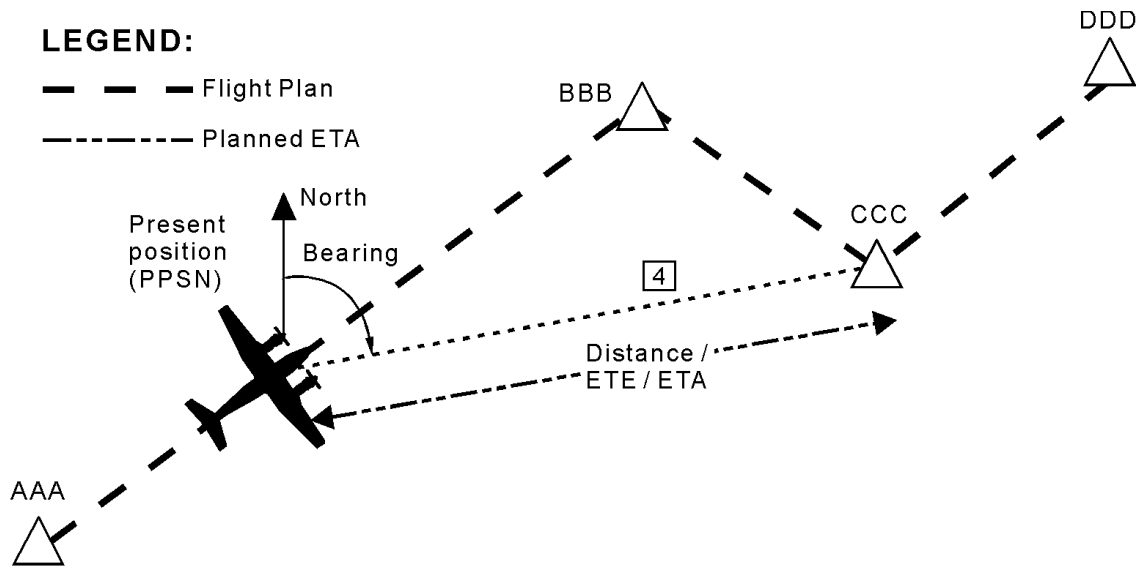 LEGEND:
Flight Plan
Planned ETA
DDD
BBB
North
Present
position
(PPSN)
Bearing
CCC
4
Distance /
ETE / ETA
AAA